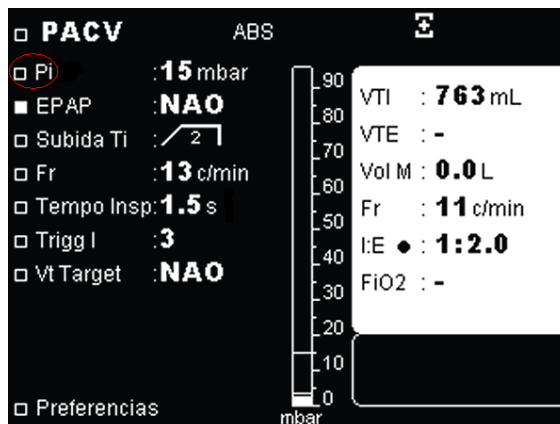 PACV ABS
Pi :15 mbar
EPAP :NAO
Subida Ti : 2
Fr :13 c/min
Tempo Insp:1.5 s
Trigg I :3
Vt Target :NAO
Preferencias
90
80
70
60
50
40
30
20
10
0
mbar
VTI : 763 mL
VTE : -
Vol M : 0.0 L
Fr : 11 c/min
I:E ● : 1:2.0
FiO2 : -